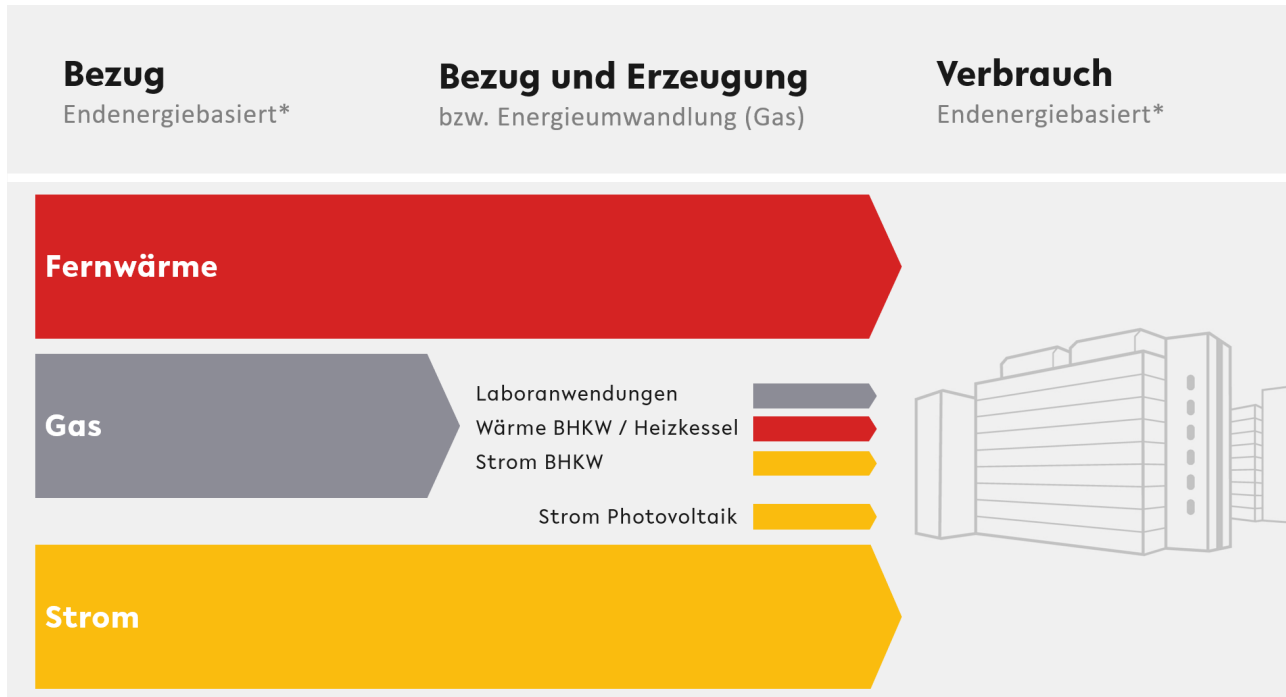 Bezug
Endenergiebasiert*
Bezug und Erzeugung
bzw. Energieumwandlung (Gas)
Verbrauch
Endenergiebasiert*
Fernwärme
Gas
Laboranwendungen
Wärme BHKW / Heizkessel
Strom BHKW
Strom Photovoltaik
Strom